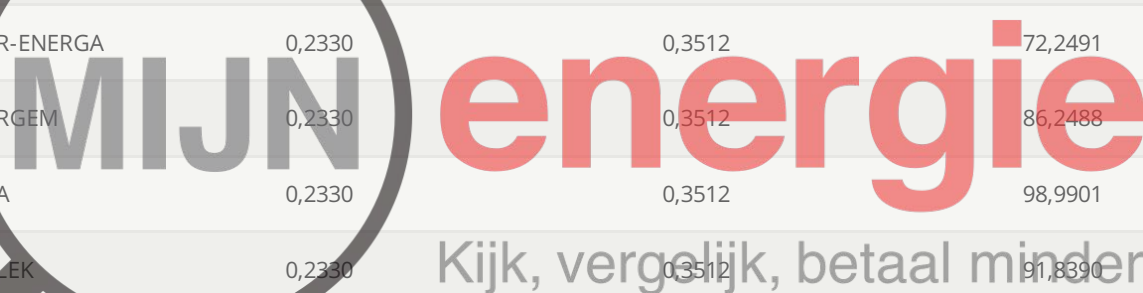 R-ENERGA 0,2330 0,3512 72,2491
MIJN energie
RGEM 0,2330 0,3512 86,2488
A 0,2330 0,3512 98,9901
Kijk, vergelijk, betaal minder
LEK 0,2330 0,3512 91,8390